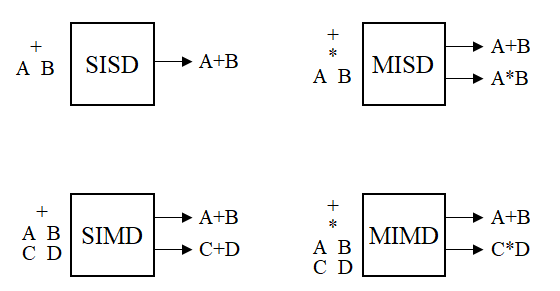 +
A B
SISD
A+B
+
*
A B
MISD
A+B
A*B
+
A B
C D
SIMD
A+B
C+D
+
*
A B
C D
MIMD
A+B
C*D